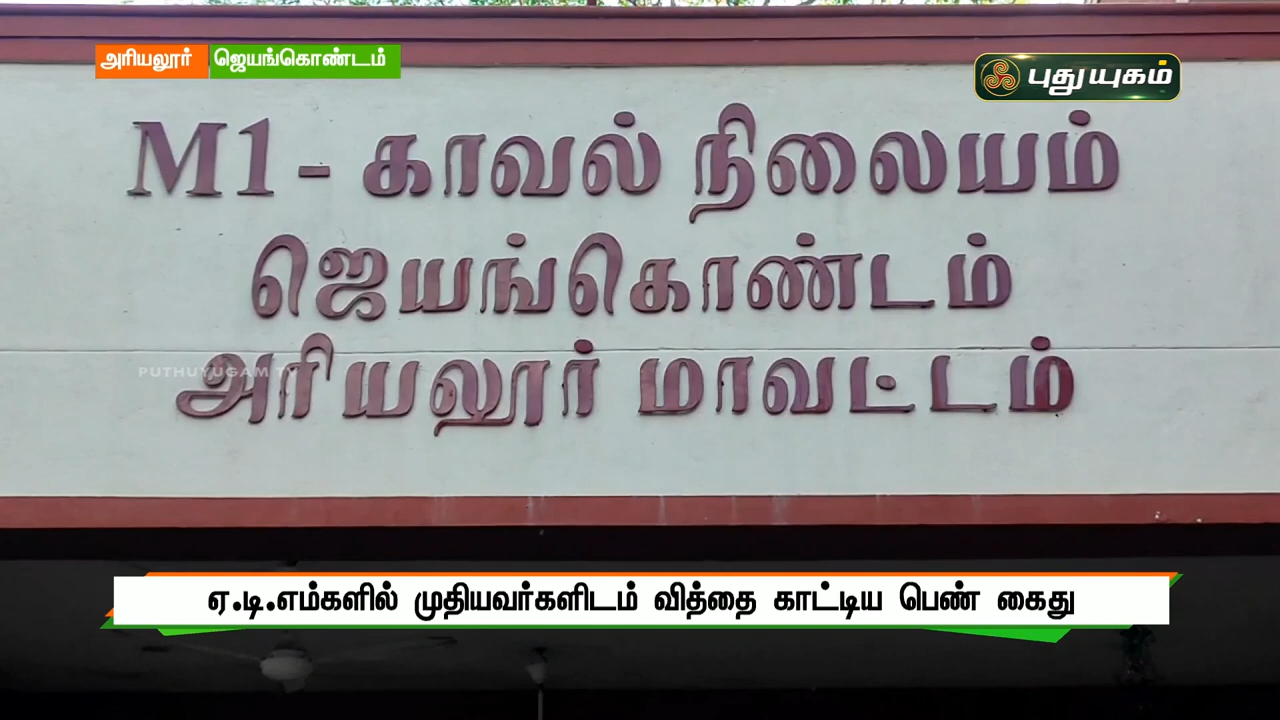 அரியலூர் ஜெயங்கொண்டம்
புதுயுகம்
M1 - காவல் நிலையம்
ஜெயங்கொண்டம்
அரியலூர் மாவட்டம்
PUTHUYUGAM TV
ஏ.டி.எம்களில் முதியவர்களிடம் வித்தை காட்டிய பெண் கைது